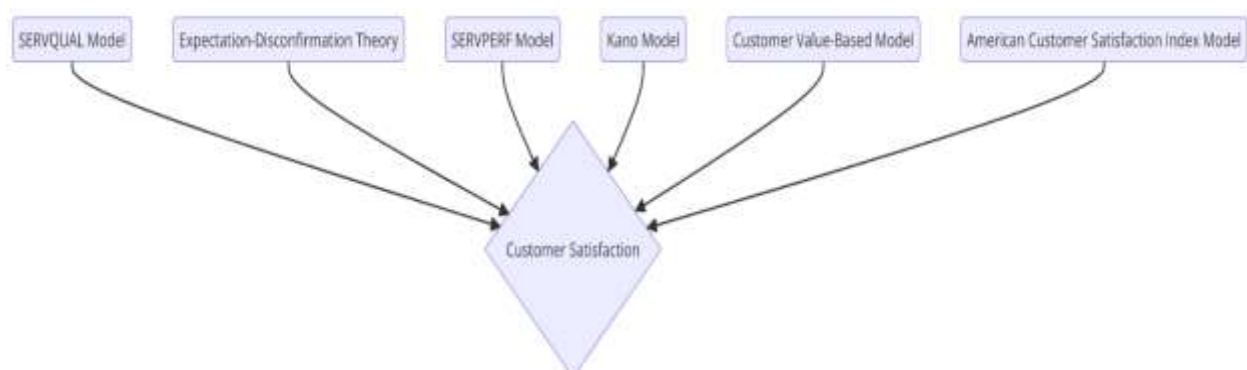 SERVQUAL Model
Expectation-Disconfirmation Theory
SERVPERF Model
Kano Model
Customer Value-Based Model
American Customer Satisfaction Index Model
Customer Satisfaction